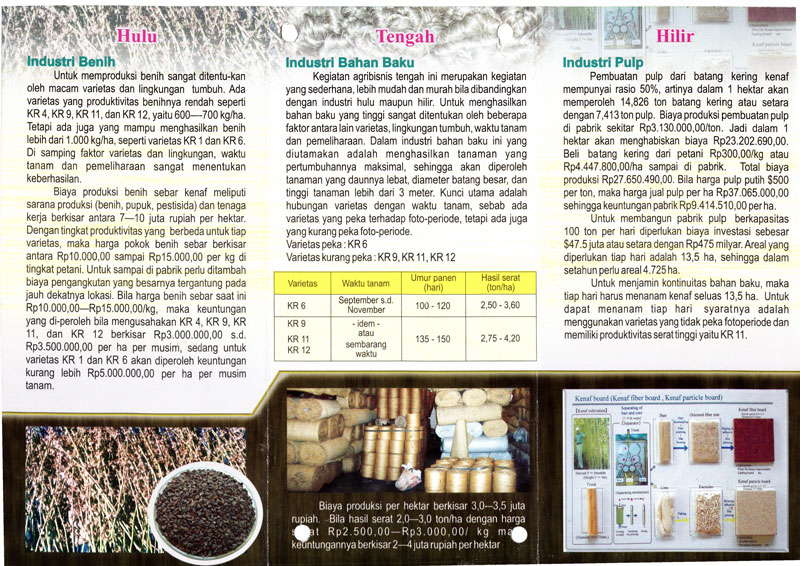 Hulu
Industri Benih
Untuk memproduksi benih sangat ditentu-kan
oleh macam varietas dan lingkungan tumbuh. Ada
varietas yang produktivitas benihnya rendah seperti
KR 4, KR 9, KR 11, dan KR 12, yaitu 600—-700 kg/ha.
Tetapi ada juga yang mampu menghasilkan benih
lebih dari 1.000 kg/ha, seperti varietas KR 1 dan KR 6.
Di samping faktor varietas dan lingkungan, waktu
tanam dan pemeliharaan sangat menentukan
keberhasilan.
Biaya produksi benih sebar kenaf meliputi
sarana produksi (benih, pupuk, pestisida) dan tenaga
kerja berkisar antara 7—10 juta rupiah per hektar.
Dengan tingkat produktivitas yang berbeda untuk tiap
varietas, maka harga pokok benih sebar berkisar
antara Rp10.000,00 sampai Rp15.000,00 per kg di
tingkat petani. Untuk sampai di pabrik perlu ditambah
biaya pengangkutan yang besarnya tergantung pada
jauh dekatnya lokasi. Bila harga benih sebar saat ini
Rp10.000,00—Rp15.000,00/kg, maka keuntungan
yang di-peroleh bila mengusahakan KR 4, KR 9, KR
11, dan KR 12 berkisar Rp3.000.000,00 s.d.
Rp3.500.000,00 per ha per musim, sedang untuk
varietas KR 1 dan KR 6 akan diperoleh keuntungan
kurang lebih Rp5.000.000,00 per ha per musim
tanam.
Tengah
Industri Bahan Baku
Kegiatan agribisnis tengah ini merupakan kegiatan
yang sederhana, lebih mudah dan murah bila dibandingkan
dengan industri hulu maupun hilir. Untuk menghasilkan
bahan baku yang tinggi sangat ditentukan oleh beberapa
faktor antara lain varietas, lingkungan tumbuh, waktu tanam
dan pemeliharaan. Dalam industri bahan baku ini yang
diutamakan adalah menghasilkan tanaman yang
pertumbuhannya maksimal, sehingga akan diperoleh
tanaman yang daunnya lebat, diameter batang besar, dan
tinggi tanaman lebih dari 3 meter. Kunci utama adalah
hubungan varietas dengan waktu tanam, sebab ada
varietas yang peka terhadap foto-periode, tetapi ada juga
yang kurang peka foto-periode.
Varietas peka : KR 6
Varietas kurang peka : KR 9, KR 11, KR 12
Varietas Waktu tanam Umur panen (hari) Hasil serat (ton/ha)
KR 6 September s.d. November 100 - 120 2,50 - 3,60
KR 9 - idem -
atau
KR 11 sembarang 135 - 150 2,75 - 4,20
KR 12 waktu
Biaya produksi per hektar berkisar 3,0—3,5 juta
rupiah. Bila hasil serat 2,0—3,0 ton/ha dengan harga
Rp2.500,00—Rp3.000,00/ kg
keuntungannya berkisar 2—4 juta rupiah per hektar
Hilir
Industri Pulp
Pembuatan pulp dari batang kering kenaf
mempunyai rasio 50%, artinya dalam 1 hektar akan
memperoleh 14,826 ton batang kering atau setara
dengan 7,413 ton pulp. Biaya produksi pembuatan pulp
di pabrik sekitar Rp3.130.000,00/ton. Jadi dalam 1
hektar akan menghabiskan biaya Rp23.202.690,00.
Beli batang kering dari petani Rp300,00/kg atau
Rp4.447.800,00/ha sampai di pabrik. Total biaya
produksi Rp27.650.490,00. Bila harga pulp putih $500
per ton, maka harga jual pulp per ha Rp37.065.000,00
sehingga keuntungan pabrik Rp9.414.510,00 per ha.
Untuk membangun pabrik pulp berkapasitas
100 ton per hari diperlukan biaya investasi sebesar
$47.5 juta atau setara dengan Rp475 milyar. Areal yang
diperlukan tiap hari adalah 13,5 ha, sehingga dalam
setahun perlu areal 4.725 ha.
Untuk menjamin kontinuitas bahan baku, maka
tiap hari harus menanam kenaf seluas 13,5 ha. Untuk
dapat menanam tiap hari syaratnya adalah
menggunakan varietas yang tidak peka fotoperiode dan
memiliki produktivitas serat tinggi yaitu KR 11.
Kenaf board (Kenaf fiber board , Kenaf particle board)